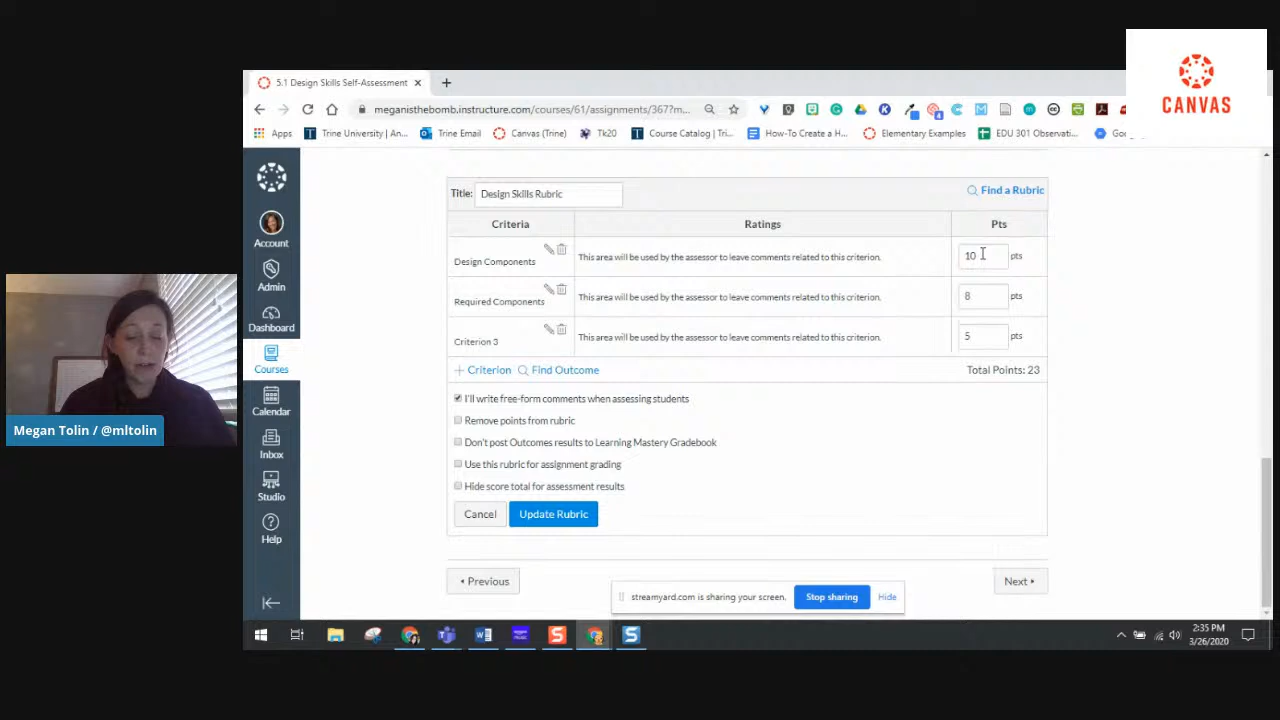 CANVAS
5.1 Design Skills Self-Assessment
meganisthebomb.instructure.com/courses/61/assignments/367?m...
Apps
Trine University | An...
Trine Email
Canvas (Trine)
Tk20
Course Catalog | Tri...
How-To Create a H...
Elementary Examples
EDU 301 Observati...
Account
Admin
Dashboard
Courses
Calendar
Inbox
Studio
Help
Title: Design Skills Rubric
Find a Rubric
Criteria Ratings Pts
Design Components This area will be used by the assessor to leave comments related to this criterion. 10 pts
Required Components This area will be used by the assessor to leave comments related to this criterion. 8 pts
Criterion 3 This area will be used by the assessor to leave comments related to this criterion. 5 pts
+ Criterion Find Outcome Total Points: 23
I'll write free-form comments when assessing students
Remove points from rubric
Don't post Outcomes results to Learning Mastery Gradebook
Use this rubric for assignment grading
Hide score total for assessment results
Cancel Update Rubric
Previous Next
streamyard.com is sharing your screen. Stop sharing Hide
Megan Tolin / @mltolin
2:35 PM
3/26/2020